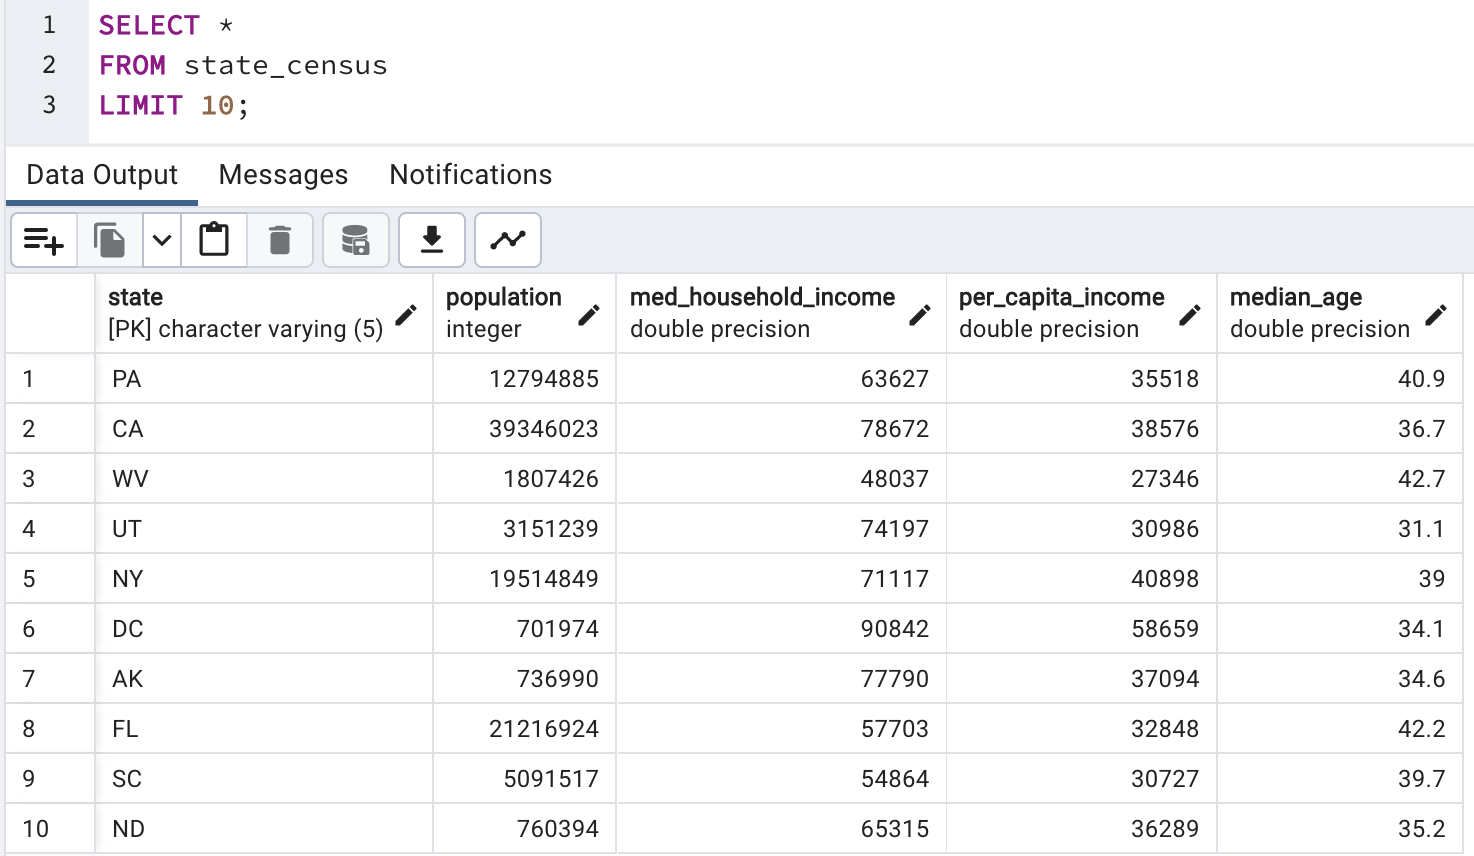 1 SELECT *
2 FROM state_census
3 LIMIT 10;
Data Output Messages Notifications
state population med_household_income per_capita_income median_age
[PK] character varying (5) integer double precision double precision double precision
1 PA 12794885 63627 35518 40.9
2 CA 39346023 78672 38576 36.7
3 WV 1807426 48037 27346 42.7
4 UT 3151239 74197 30986 31.1
5 NY 19514849 71117 40898 39
6 DC 701974 90842 58659 34.1
7 AK 736990 77790 37094 34.6
8 FL 21216924 57703 32848 42.2
9 SC 5091517 54864 30727 39.7
10 ND 760394 65315 36289 35.2